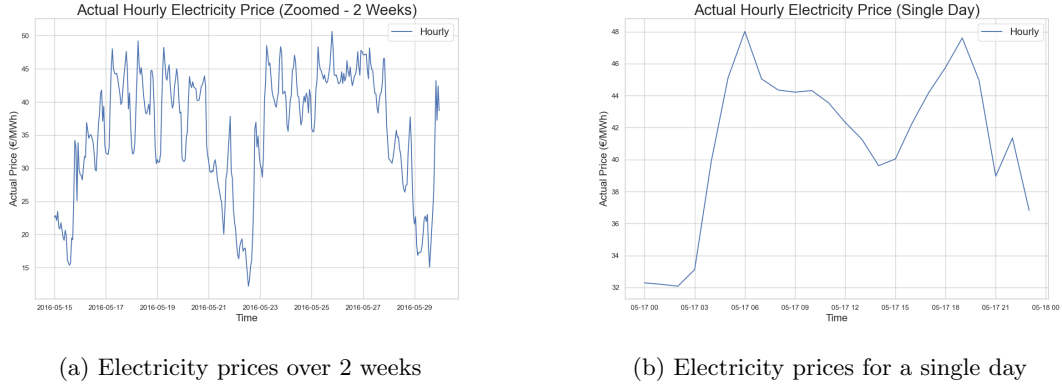 Actual Hourly Electricity Price (Zoomed - 2 Weeks)
Hourly
Actual Price (€/MWh)
50
45
40
35
30
25
20
15
2016-05-15 2016-05-17 2016-05-19 2016-05-21 2016-05-23 2016-05-25 2016-05-27 2016-05-29
Time
(a) Electricity prices over 2 weeks
Actual Hourly Electricity Price (Single Day)
Hourly
Actual Price (€/MWh)
48
46
44
42
40
38
36
34
32
05-17 00 05-17 03 05-17 06 05-17 09 05-17 12 05-17 15 05-17 18 05-17 21 05-18 00
Time
(b) Electricity prices for a single day